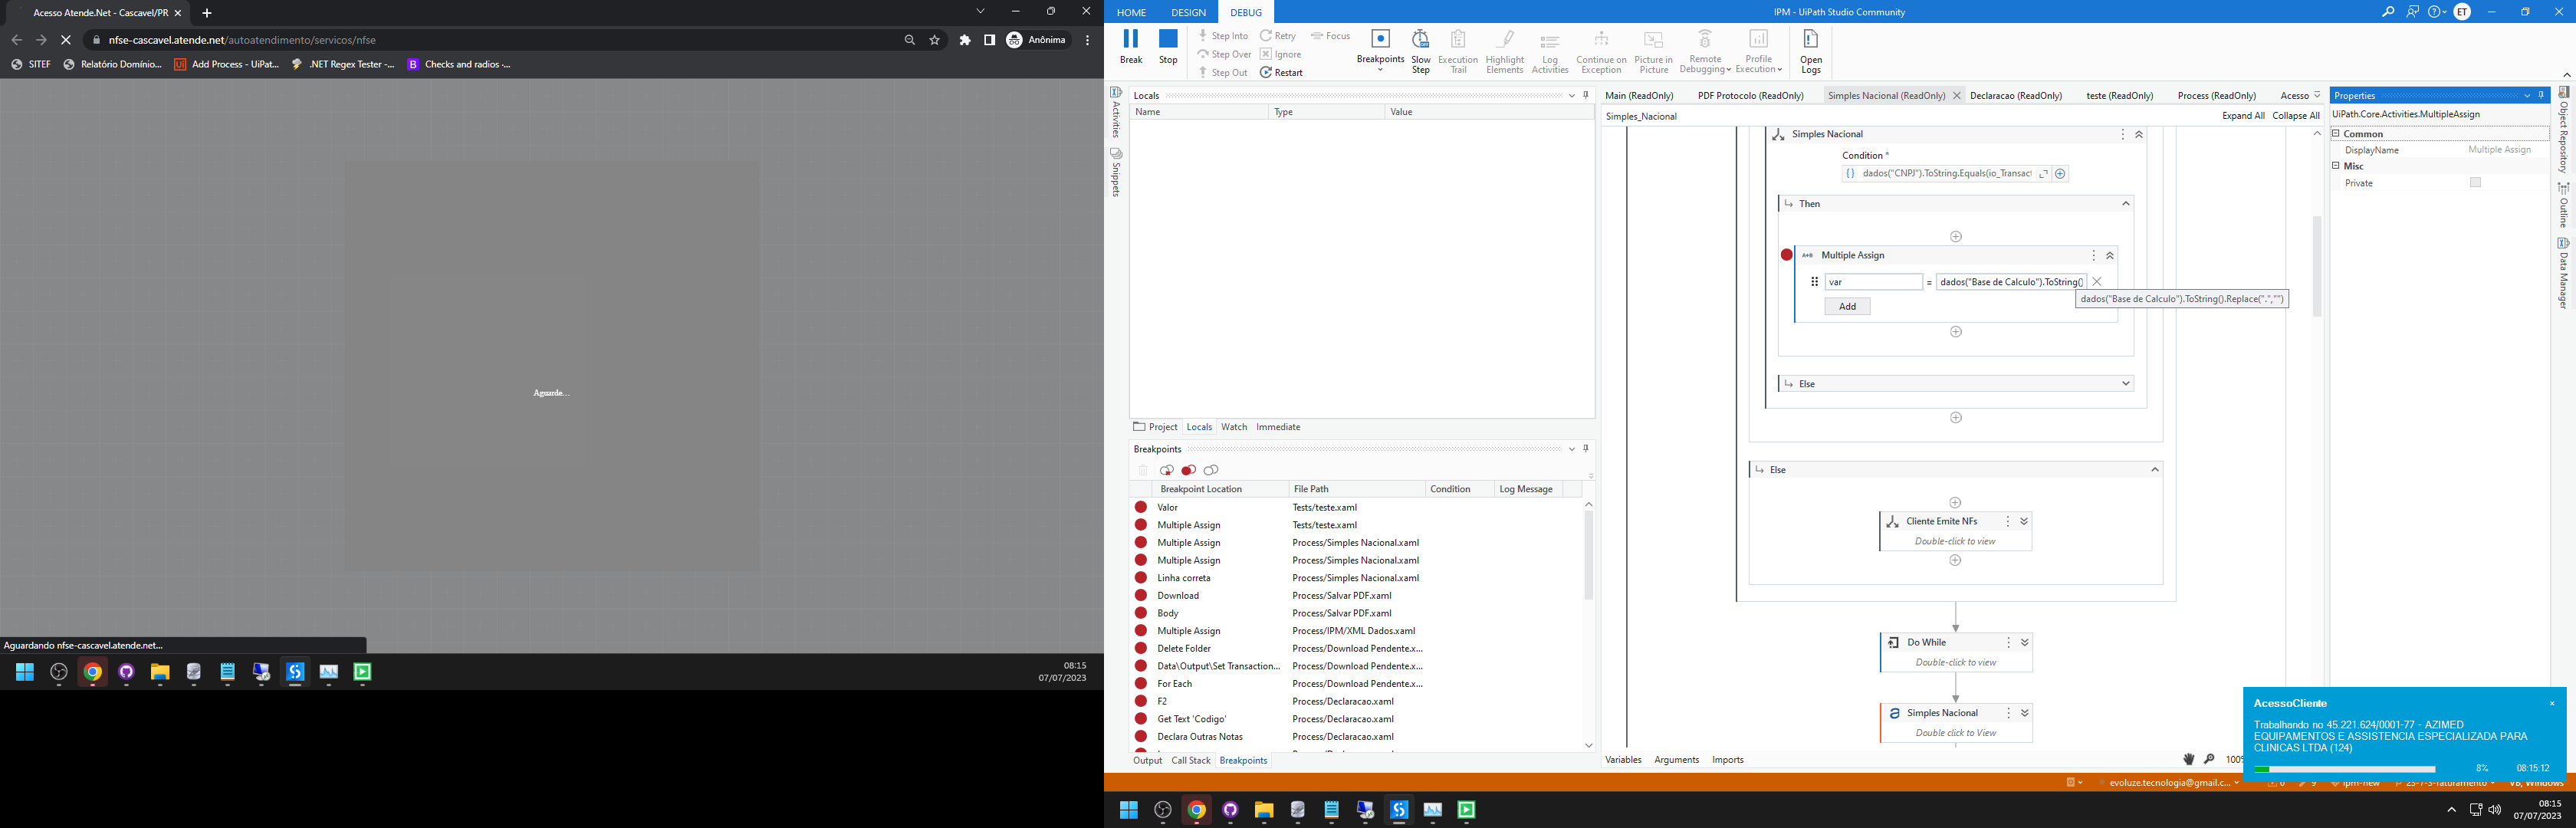 Acesso Atende.Net - Cascavel/PR
nfse-cascavel.atende.net/autoatendimento/servicos/nfse
Anônima
SITEF
Relatório Domínio...
Add Process - UiPat...
.NET Regex Tester -...
Checks and radios ·...
Aguarde...
Aguardando nfse-cascavel.atende.net...
08:15
07/07/2023
HOME
DESIGN
DEBUG
IPM - UiPath Studio Community
ET
Break
Stop
Step Into
Step Over
Step Out
Retry
Ignore
Restart
Focus
Breakpoints
Slow Step
Execution Trail
Highlight Elements
Log Activities
Continue on Exception
Picture in Picture
Remote Debugging
Profile Execution
Open Logs
Activities
Snippets
Locals
Name
Type
Value
Project
Locals
Watch
Immediate
Breakpoints
Breakpoint Location
File Path
Condition
Log Message
Valor Tests/teste.xaml
Multiple Assign Tests/teste.xaml
Multiple Assign Process/Simples Nacional.xaml
Multiple Assign Process/Simples Nacional.xaml
Linha correta Process/Simples Nacional.xaml
Download Process/Salvar PDF.xaml
Body Process/Salvar PDF.xaml
Multiple Assign Process/IPM/XML Dados.xaml
Delete Folder Process/Download Pendente.x...
Data\Output\Set Transaction... Process/Download Pendente.x...
For Each Process/Download Pendente.x...
F2 Process/Declaracao.xaml
Get Text 'Codigo' Process/Declaracao.xaml
Declara Outras Notas Process/Declaracao.xaml
Output
Call Stack
Breakpoints
Main (ReadOnly)
PDF Protocolo (ReadOnly)
Simples Nacional (ReadOnly)
Declaracao (ReadOnly)
teste (ReadOnly)
Process (ReadOnly)
Acesso
Simples_Nacional
Expand All
Collapse All
Simples Nacional
Condition *
dados("CNPJ").ToString.Equals(io_Transact
Then
Multiple Assign
var = dados("Base de Calculo").ToString()
dados("Base de Calculo").ToString().Replace(".","")
Add
Else
Else
Cliente Emite NFs
Double-click to view
Do While
Double-click to view
Simples Nacional
Double click to View
Variables
Arguments
Imports
100%
Properties
UiPath.Core.Activities.MultipleAssign
Common
DisplayName Multiple Assign
Misc
Private
Object Repository
Outline
Data Manager
AcessoCliente
Trabalhando no 45.221.624/0001-77 - AZIMED
EQUIPAMENTOS E ASSISTENCIA ESPECIALIZADA PARA
CLINICAS LTDA (124)
8%
08:15:12
evoluze.tecnologia@gmail.c...
08:15
07/07/2023